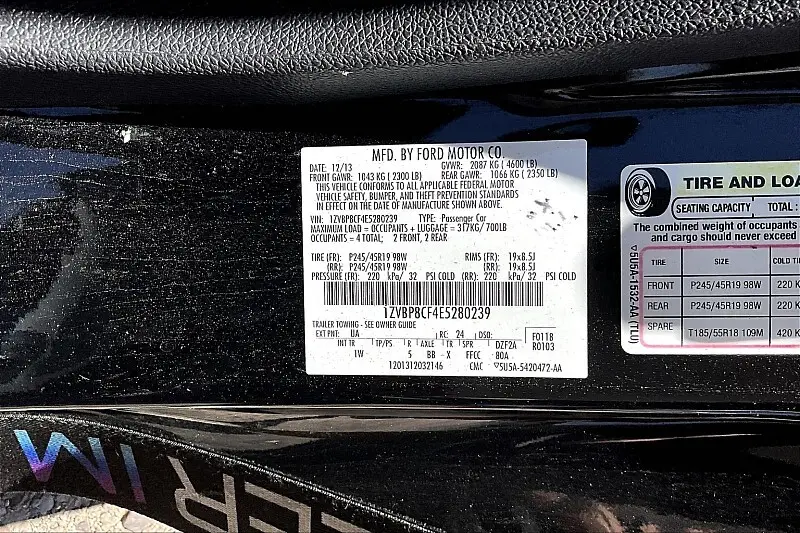 MFD. BY FORD MOTOR CO.
DATE: 12/13 GVWR: 2087 KG ( 4600 LB)
FRONT GAWR: 1043 KG ( 2300 LB) REAR GAWR: 1066 KG ( 2350 LB)
THIS VEHICLE CONFORMS TO ALL APPLICABLE FEDERAL MOTOR
VEHICLE SAFETY, BUMPER, AND THEFT PREVENTION STANDARDS
IN EFFECT ON THE DATE OF MANUFACTURE SHOWN ABOVE.
VIN: 1ZVBP8CF4E5280239 TYPE: Passenger Car
MAXIMUM LOAD = OCCUPANTS + LUGGAGE = 317KG/ 700LB
OCCUPANTS = 4 TOTAL; 2 FRONT, 2 REAR
TIRE (FR): P245/45R19 98W RIMS (FR): 19x8.5J
(RR): P245/45R19 98W (RR): 19x8.5J
PRESSURE (FR): 220 kPa/ 32 PSI COLD (RR): 220 kPa/ 32 PSI COLD
1ZVBP8CF4E5280239
TRAILER TOWING - SEE OWNER GUIDE
EXT PNT: UA RC: 24 DSO: F0118
R0103
INT TR TP/PS R AXLE TR SPR DZF2A
1W 5 BB - X FFCC 80A
1201312032146 CMC ▽5U5A-5420472-AA
TIRE AND LOA
SEATING CAPACITY TOTAL :
The combined weight of occupants
and cargo should never exceed
TIRE SIZE COLD TI
FRONT P245/45R19 98W 220 K
REAR P245/45R19 98W 220 K
SPARE T185/55R18 109M 420 K
▽5U5A-1532-AA (TLU)